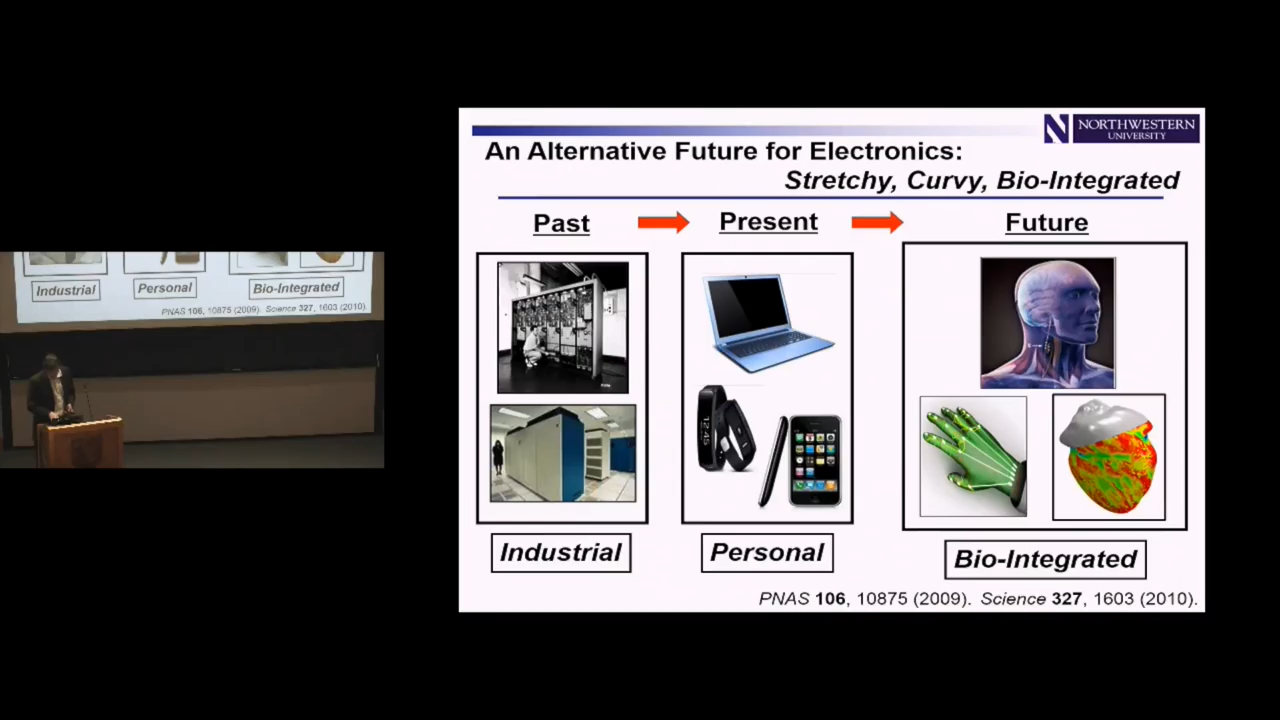 Industrial
Personal
Bio-Integrated
PNAS 106, 10875 (2009). Science 327, 1603 (2010).
NORTHWESTERN
UNIVERSITY
An Alternative Future for Electronics:
Stretchy, Curvy, Bio-Integrated
Past
Present
Future
12:45
Industrial
Personal
Bio-Integrated
PNAS 106, 10875 (2009). Science 327, 1603 (2010).